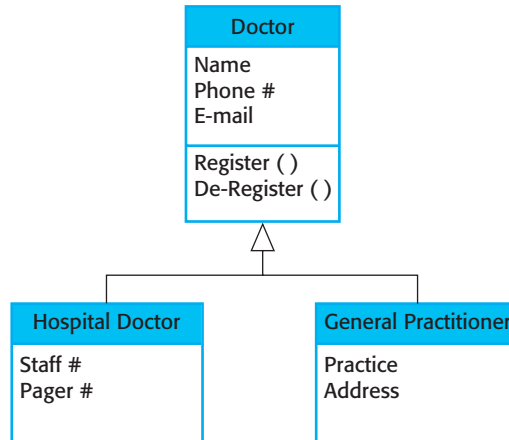 Doctor
Name
Phone #
E-mail
Register ( )
De-Register ( )
Hospital Doctor
Staff #
Pager #
General Practitioner
Practice
Address